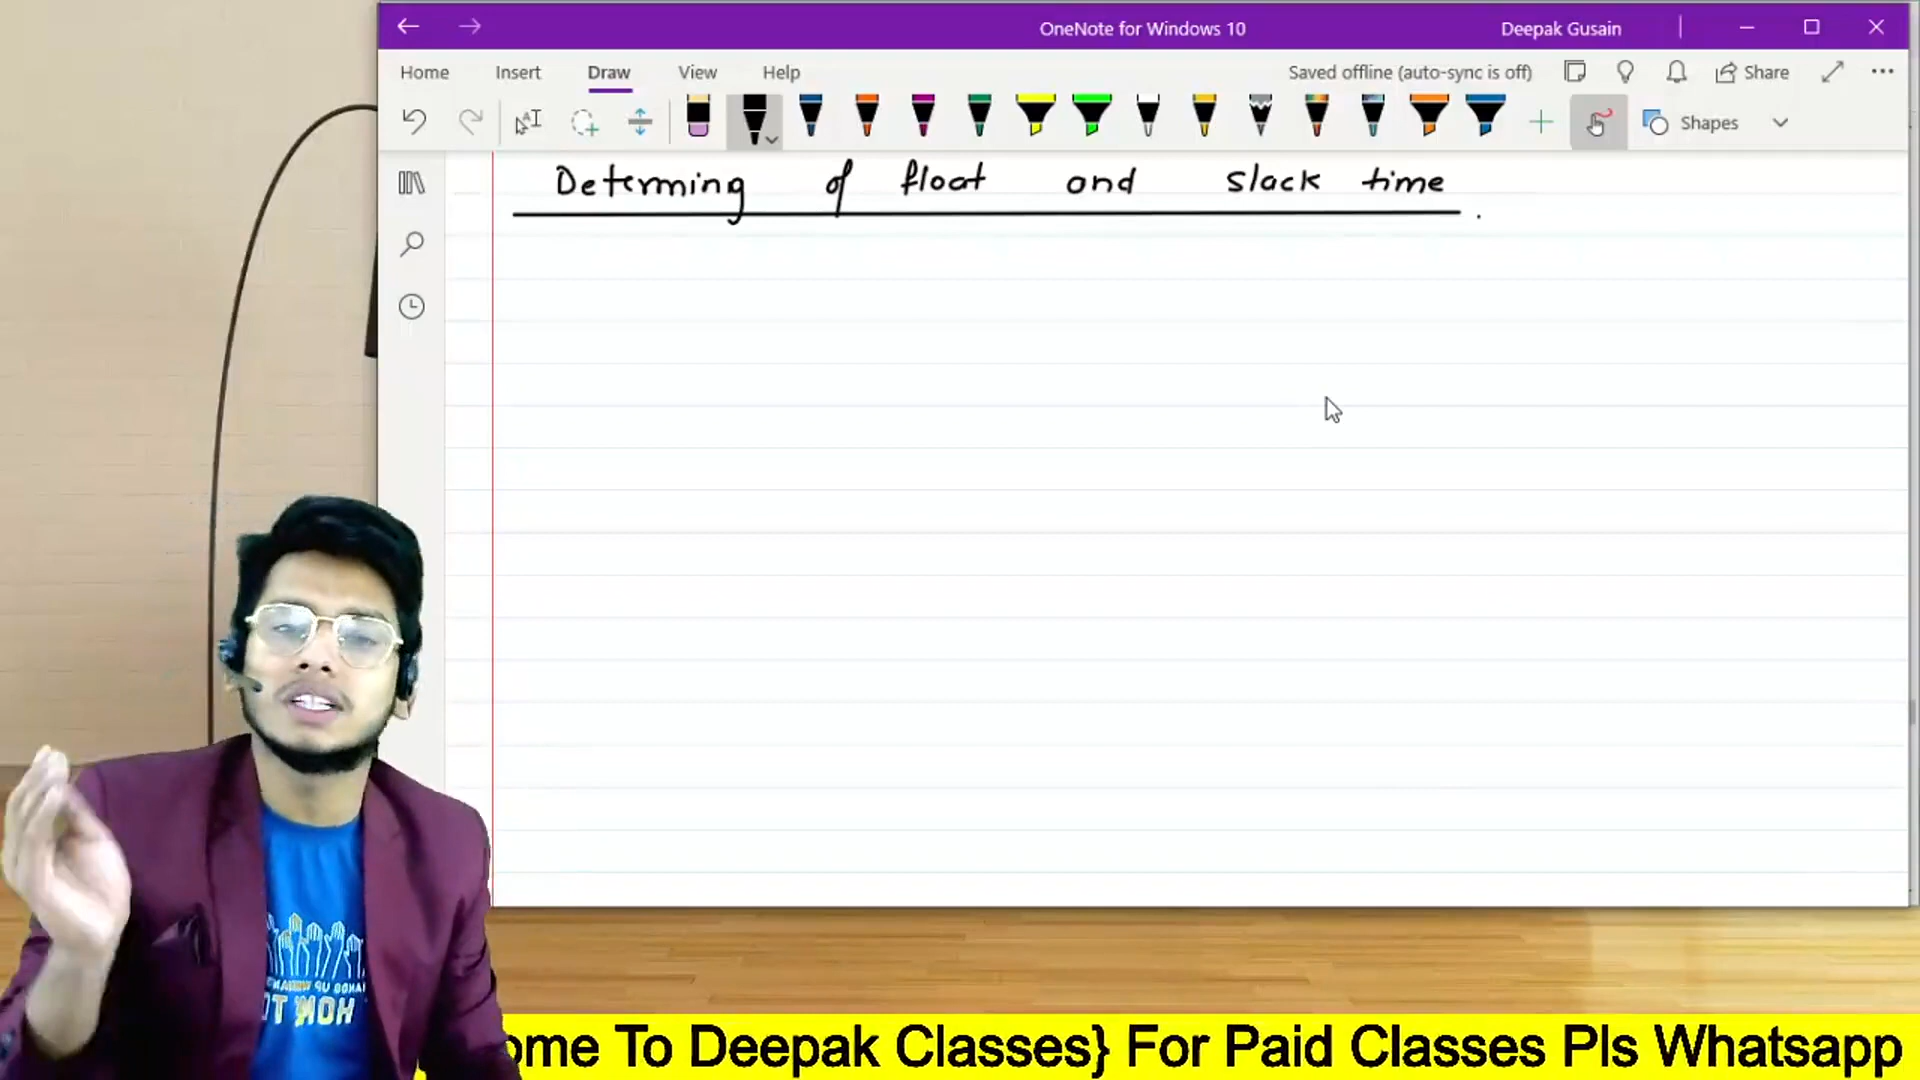 OneNote for Windows 10
Deepak Gusain
Home Insert Draw View Help
Saved offline (auto-sync is off)
Share
Shapes
Determing of float and slack time.
ome To Deepak Classes} For Paid Classes Pls Whatsapp